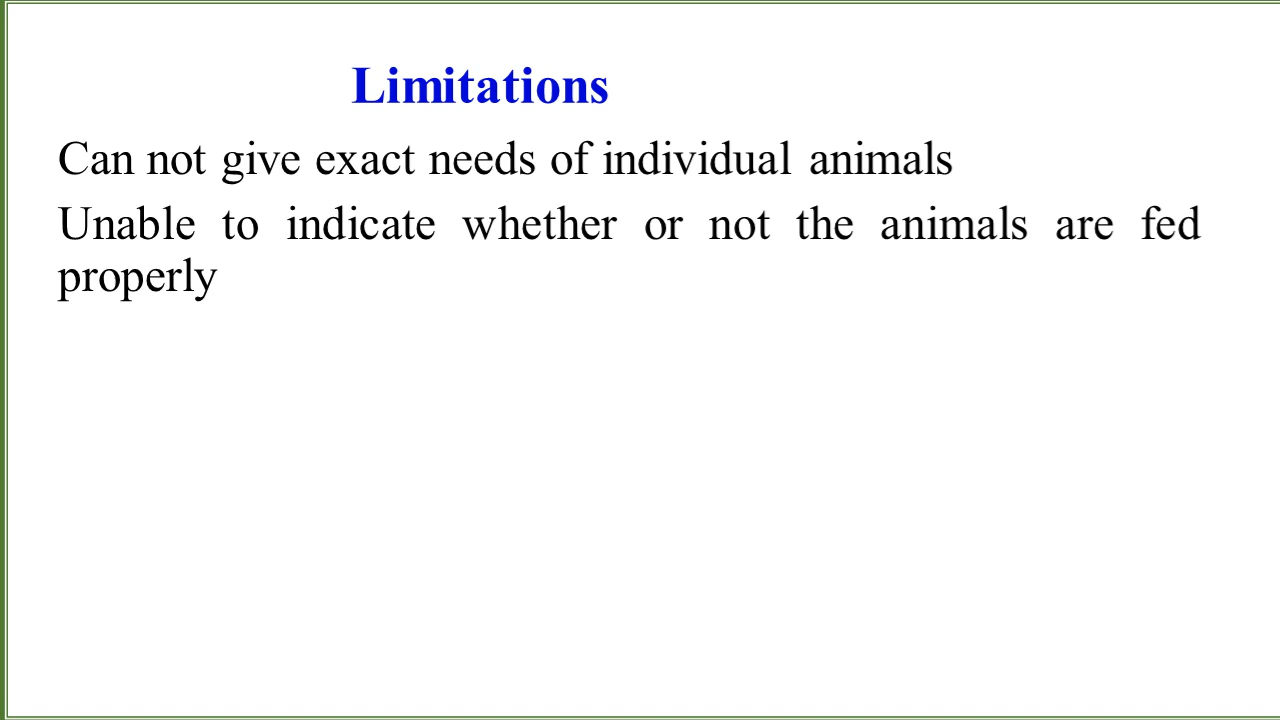 Limitations
Can not give exact needs of individual animals
Unable to indicate whether or not the animals are fed
properly